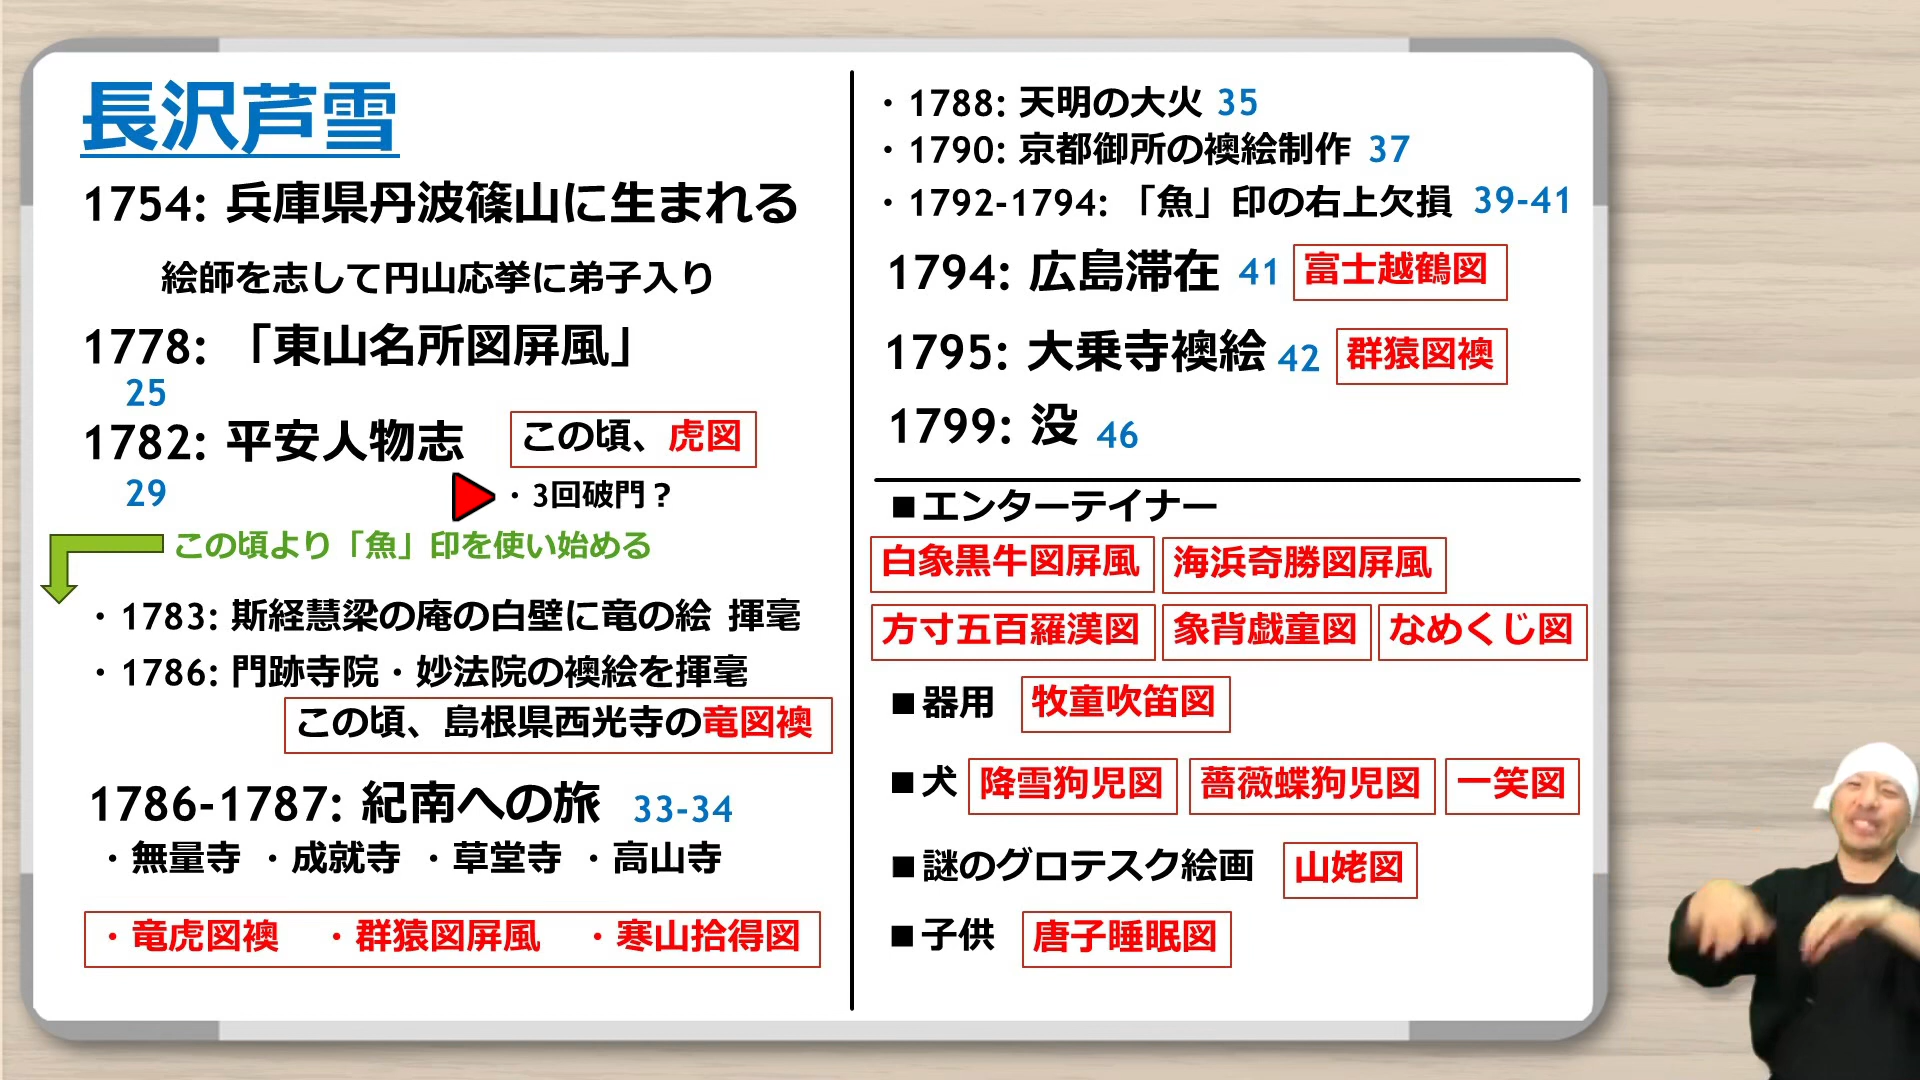 長沢芦雪
1754: 兵庫県丹波篠山に生まれる
絵師を志して円山応挙に弟子入り
1778: 「東山名所図屏風」
25
1782: 平安人物志
この頃、虎図
29
・3回破門？
この頃より「魚」印を使い始める
・1783: 斯経慧梁の庵の白壁に竜の絵 揮毫
・1786: 門跡寺院・妙法院の襖絵を揮毫
この頃、島根県西光寺の竜図襖
1786-1787: 紀南への旅 33-34
・無量寺 ・成就寺 ・草堂寺 ・高山寺
・竜虎図襖 ・群猿図屏風 ・寒山拾得図
・1788: 天明の大火 35
・1790: 京都御所の襖絵制作 37
・1792-1794: 「魚」印の右上欠損 39-41
1794: 広島滞在 41 富士越鶴図
1795: 大乗寺襖絵 42 群猿図襖
1799: 没 46
■エンターテイナー
白象黒牛図屏風 海浜奇勝図屏風
方寸五百羅漢図 象背戯童図 なめくじ図
■器用 牧童吹笛図
■犬 降雪狗児図 薔薇蝶狗児図 一笑図
■謎のグロテスク絵画 山姥図
■子供 唐子睡眠図